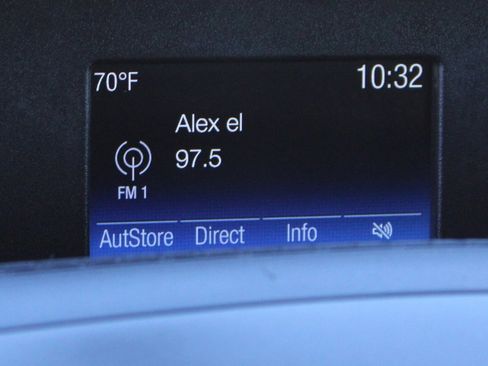 70°F 10:32
Alex el
97.5
FM 1
AutStore Direct Info